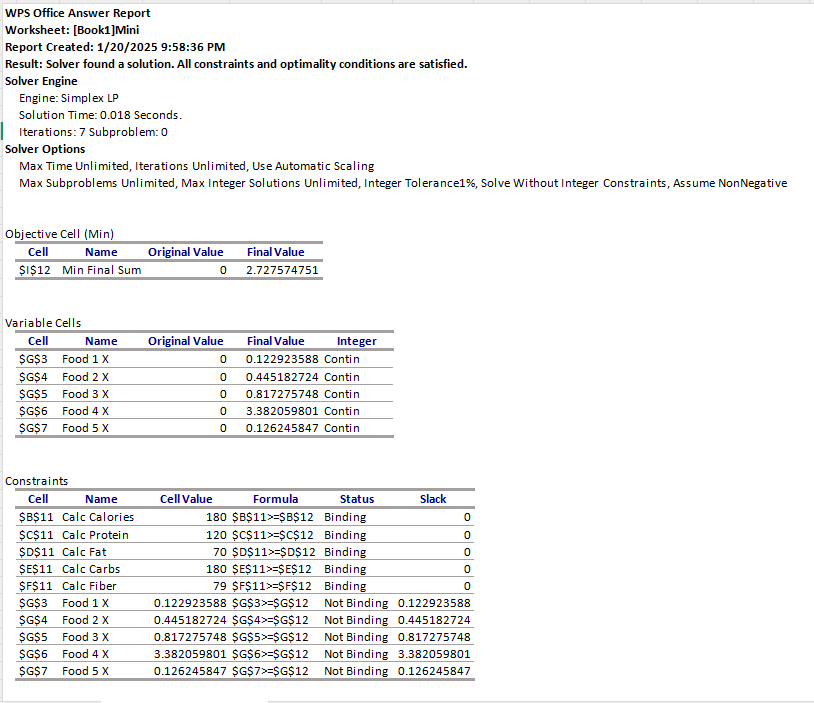 WPS Office Answer Report
Worksheet: [Book1]Mini
Report Created: 1/20/2025 9:58:36 PM
Result: Solver found a solution. All constraints and optimality conditions are satisfied.
Solver Engine
Engine: Simplex LP
Solution Time: 0.018 Seconds.
Iterations: 7 Subproblem: 0
Solver Options
Max Time Unlimited, Iterations Unlimited, Use Automatic Scaling
Max Subproblems Unlimited, Max Integer Solutions Unlimited, Integer Tolerance1%, Solve Without Integer Constraints, Assume NonNegative
Objective Cell (Min)
Cell Name Original Value Final Value
$I$12 Min Final Sum 0 2.727574751
Variable Cells
Cell Name Original Value Final Value Integer
$G$3 Food 1 X 0 0.122923588 Contin
$G$4 Food 2 X 0 0.445182724 Contin
$G$5 Food 3 X 0 0.817275748 Contin
$G$6 Food 4 X 0 3.382059801 Contin
$G$7 Food 5 X 0 0.126245847 Contin
Constraints
Cell Name Cell Value Formula Status Slack
$B$11 Calc Calories 180 $B$11>=$B$12 Binding 0
$C$11 Calc Protein 120 $C$11>=$C$12 Binding 0
$D$11 Calc Fat 70 $D$11>=$D$12 Binding 0
$E$11 Calc Carbs 180 $E$11>=$E$12 Binding 0
$F$11 Calc Fiber 79 $F$11>=$F$12 Binding 0
$G$3 Food 1 X 0.122923588 $G$3>=$G$12 Not Binding 0.122923588
$G$4 Food 2 X 0.445182724 $G$4>=$G$12 Not Binding 0.445182724
$G$5 Food 3 X 0.817275748 $G$5>=$G$12 Not Binding 0.817275748
$G$6 Food 4 X 3.382059801 $G$6>=$G$12 Not Binding 3.382059801
$G$7 Food 5 X 0.126245847 $G$7>=$G$12 Not Binding 0.126245847